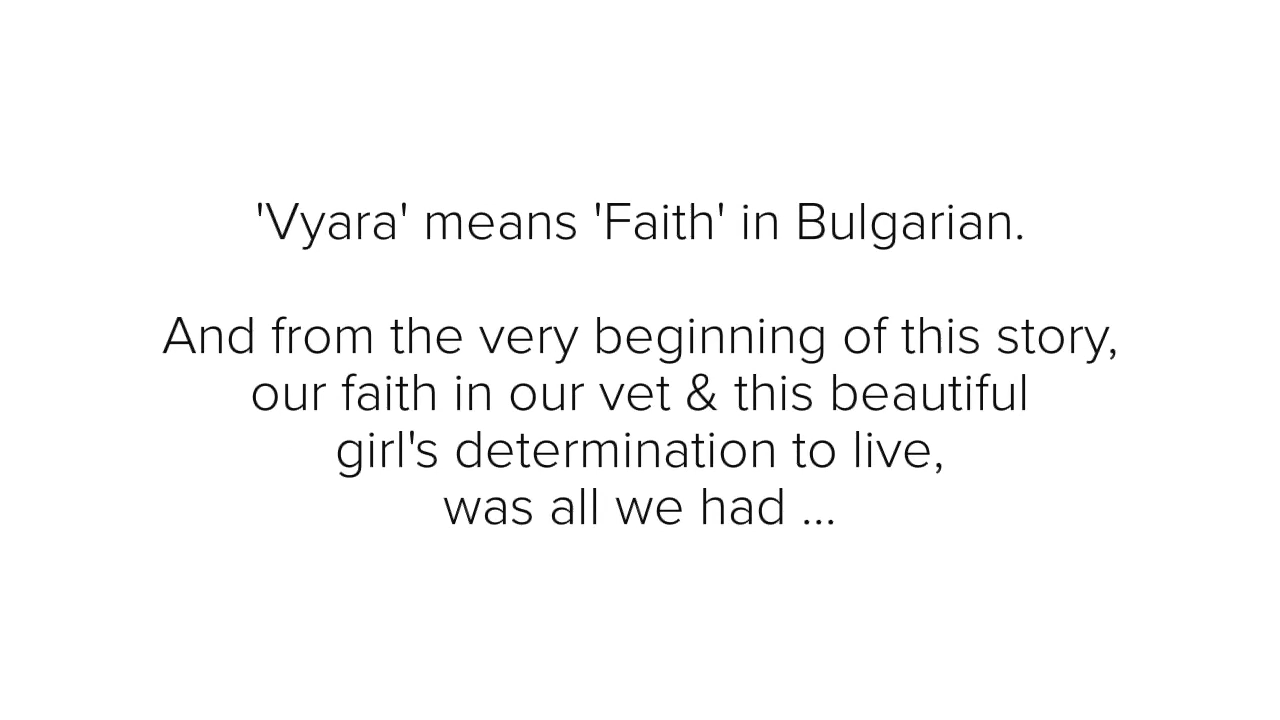 'Vyara' means 'Faith' in Bulgarian.
And from the very beginning of this story,
our faith in our vet & this beautiful
girl's determination to live,
was all we had ...